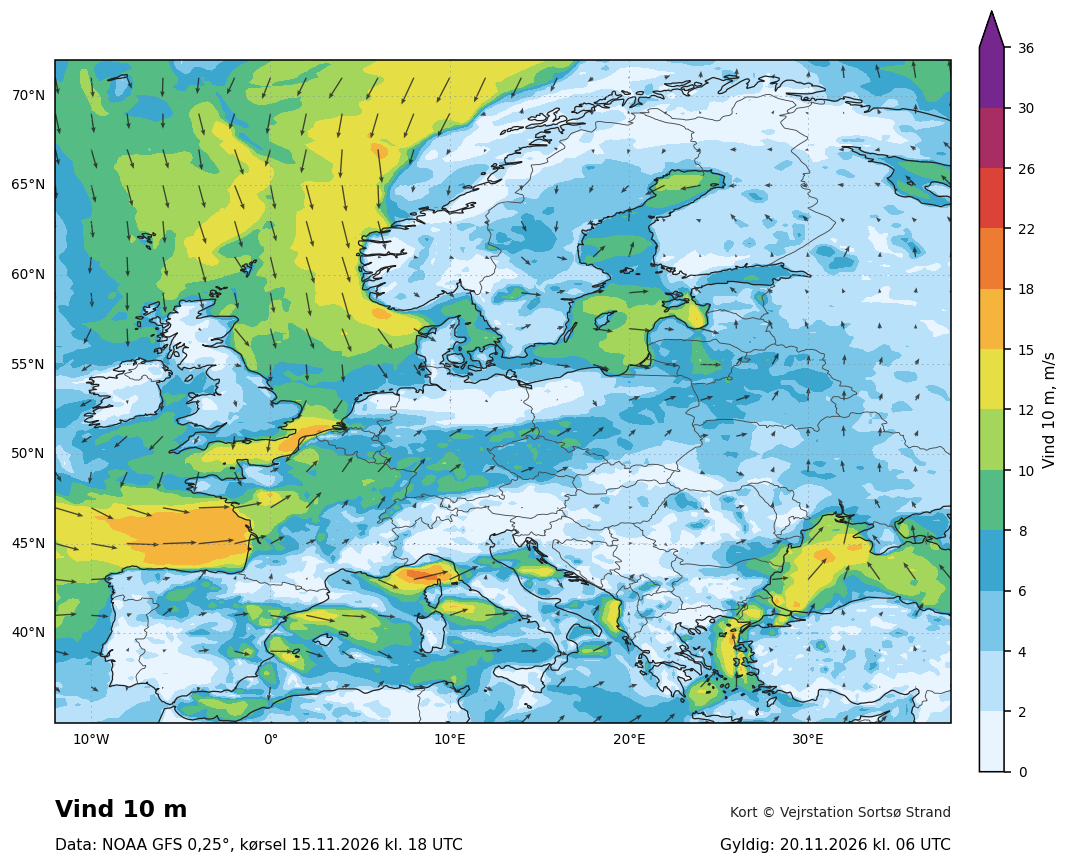 36
30
26
22
18
15
12
10
8
6
4
2
0
Vind 10 m, m/s
70°N
65°N
60°N
55°N
50°N
45°N
40°N
10°W
0°
10°E
20°E
30°E
Vind 10 m
Kort © Vejrstation Sortsø Strand
Data: NOAA GFS 0,25°, kørsel 15.11.2026 kl. 18 UTC
Gyldig: 20.11.2026 kl. 06 UTC